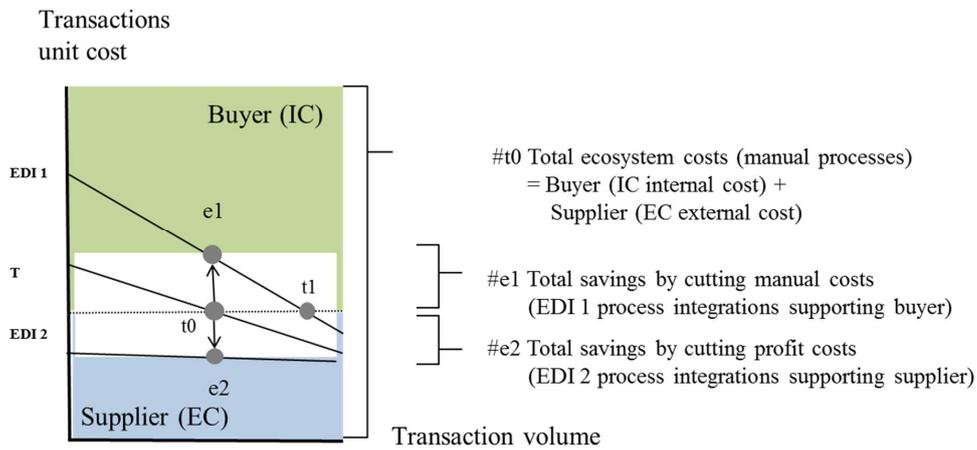 Transactions
unit cost
Buyer (IC)
EDI 1
e1
T
t1
t0
EDI 2
e2
Supplier (EC)
#t0 Total ecosystem costs (manual processes)
= Buyer (IC internal cost) +
Supplier (EC external cost)
#e1 Total savings by cutting manual costs
(EDI 1 process integrations supporting buyer)
#e2 Total savings by cutting profit costs
(EDI 2 process integrations supporting supplier)
Transaction volume